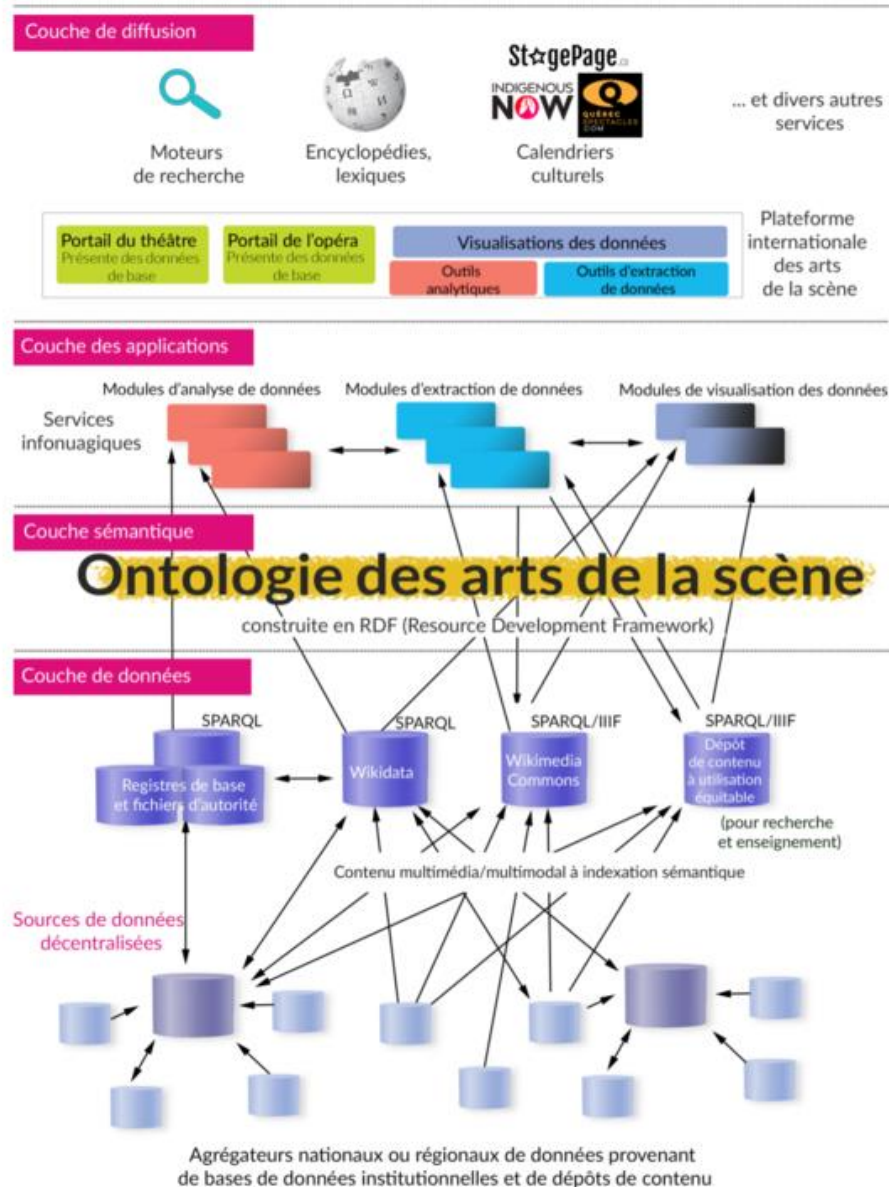 Couche de diffusion
StagePage.ca
INDIGENOUS
NOW
QUÉBEC
SPECTACLES
.COM
Moteurs
de recherche
Encyclopédies,
lexiques
Calendriers
culturels
... et divers autres
services
Portail du théâtre
Présente des données
de base
Portail de l'opéra
Présente des données
de base
Visualisations des données
Outils
analytiques
Outils d'extraction
de données
Plateforme
internationale
des arts
de la scène
Couche des applications
Services
infonuagiques
Modules d'analyse de données
Modules d'extraction de données
Modules de visualisation des données
Couche sémantique
Ontologie des arts de la scène
construite en RDF (Resource Development Framework)
Couche de données
SPARQL
SPARQL
SPARQL/IIIF
SPARQL/IIIF
Registres de base
et fichiers d'autorité
Wikidata
Wikimedia
Commons
Dépôt
de contenu
à utilisation
équitable
(pour recherche
et enseignement)
Contenu multimédia/multimodal à indexation sémantique
Sources de données
décentralisées
Agrégateurs nationaux ou régionaux de données provenant
de bases de données institutionnelles et de dépôts de contenu